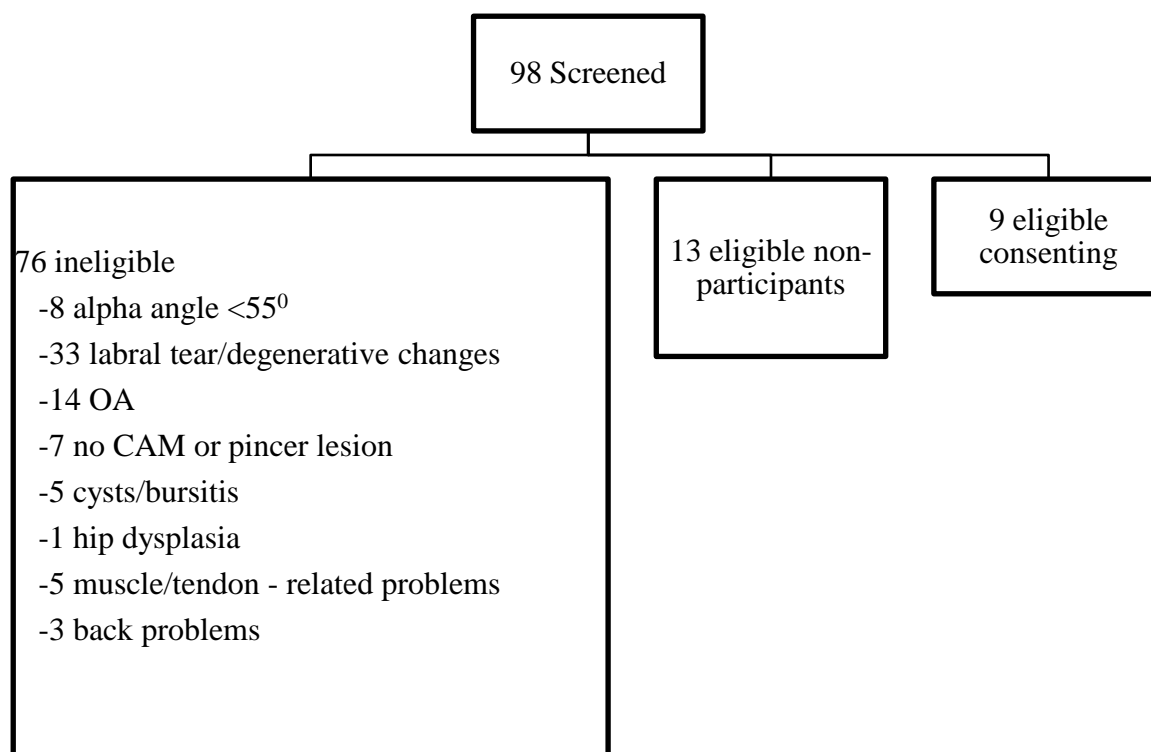 98 Screened
76 ineligible
-8 alpha angle <55⁰
-33 labral tear/degenerative changes
-14 OA
-7 no CAM or pincer lesion
-5 cysts/bursitis
-1 hip dysplasia
-5 muscle/tendon - related problems
-3 back problems
13 eligible non-
participants
9 eligible
consenting